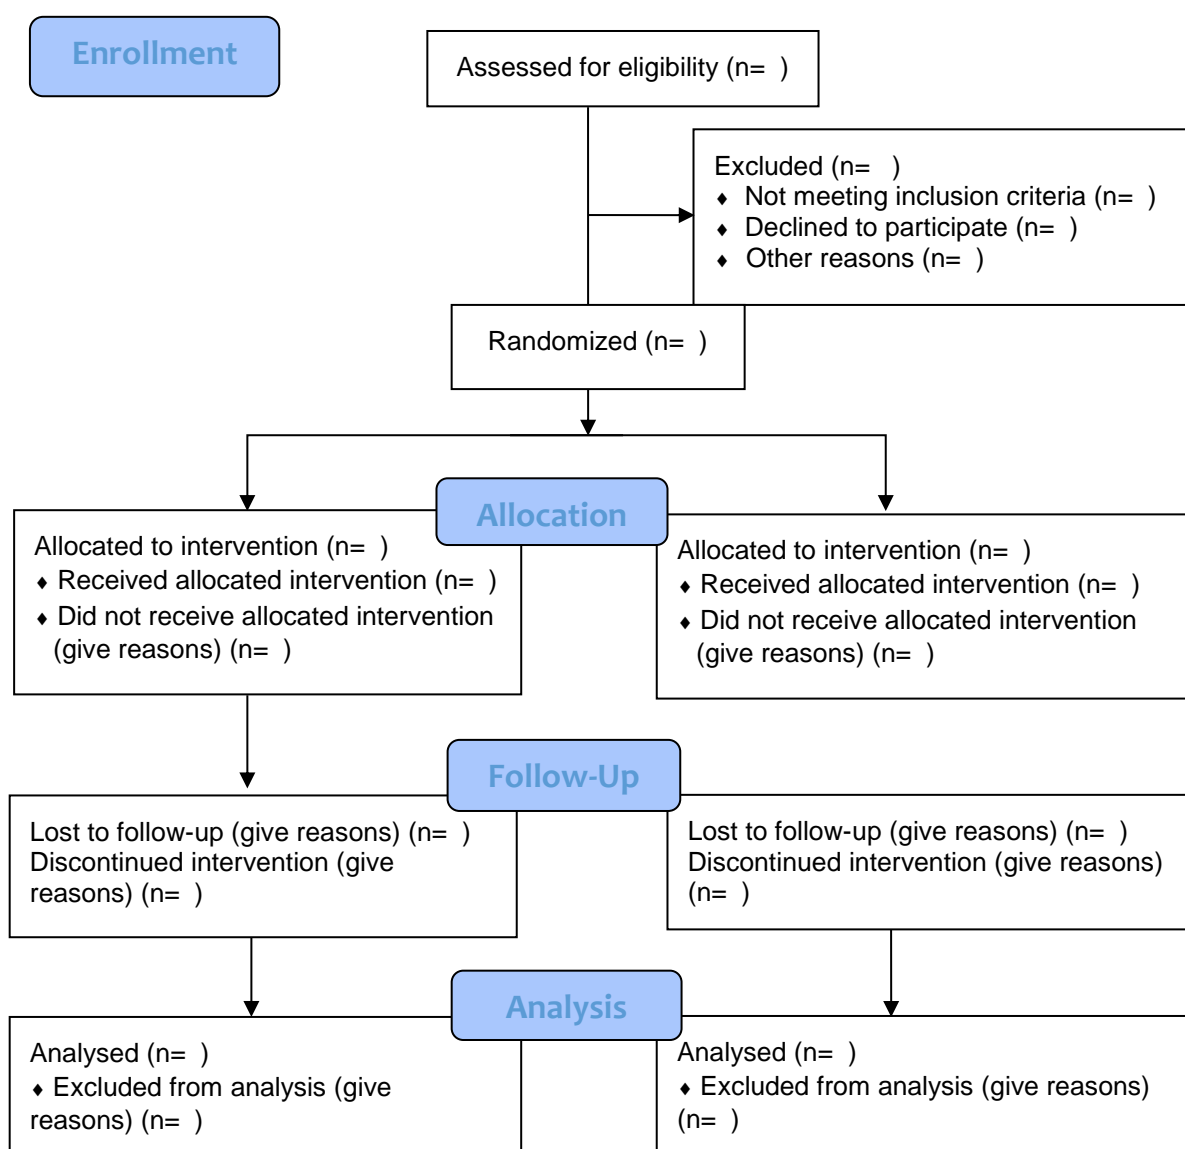 Enrollment
Assessed for eligibility (n=  )
Excluded (n=   )
♦ Not meeting inclusion criteria (n=  )
♦ Declined to participate (n=  )
♦ Other reasons (n=  )
Randomized (n=  )
Allocation
Allocated to intervention (n=  )
♦ Received allocated intervention (n=  )
♦ Did not receive allocated intervention
(give reasons) (n=  )
Allocated to intervention (n=  )
♦ Received allocated intervention (n=  )
♦ Did not receive allocated intervention
(give reasons) (n=  )
Follow-Up
Lost to follow-up (give reasons) (n=  )
Discontinued intervention (give
reasons) (n=  )
Lost to follow-up (give reasons) (n=  )
Discontinued intervention (give reasons)
(n=  )
Analysis
Analysed (n=  )
♦ Excluded from analysis (give
reasons) (n=  )
Analysed (n=  )
♦ Excluded from analysis (give reasons)
(n=  )